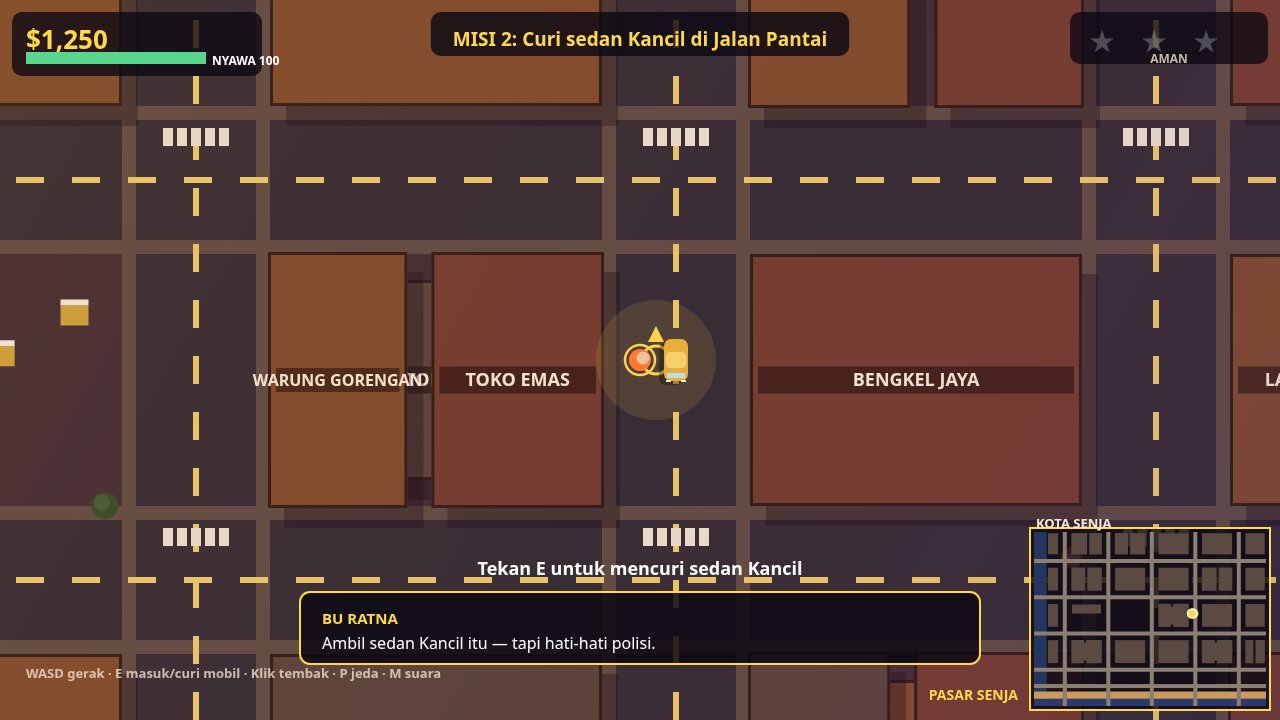 $1,250
NYAWA 100
MISI 2: Curi sedan Kancil di Jalan Pantai
★ ★ ★
AMAN
WARUNG GORENGAN
TOKO EMAS
BENGKEL JAYA
KOTA SENJA
Tekan E untuk mencuri sedan Kancil
BU RATNA
Ambil sedan Kancil itu — tapi hati-hati polisi.
WASD gerak · E masuk/curi mobil · Klik tembak · P jeda · M suara
PASAR SENJA